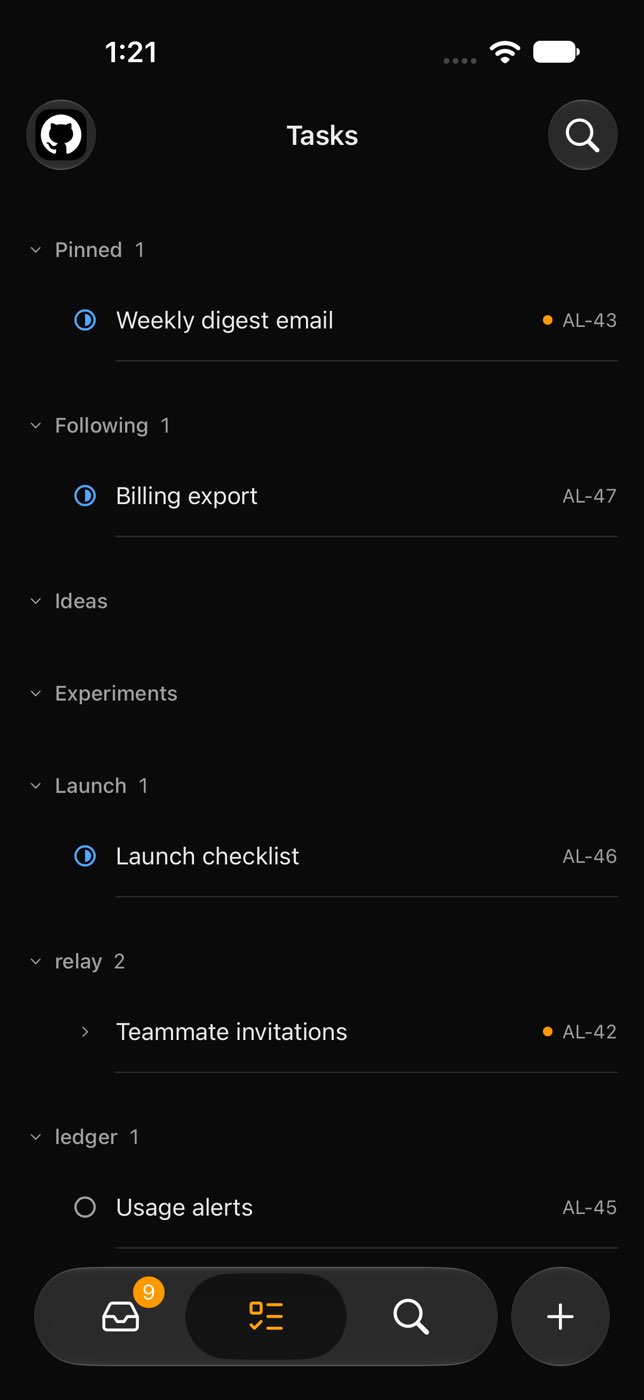 1:21
Tasks
Pinned 1
Weekly digest email AL-43
Following 1
Billing export AL-47
Ideas
Experiments
Launch 1
Launch checklist AL-46
relay 2
Teammate invitations AL-42
ledger 1
Usage alerts AL-45
9